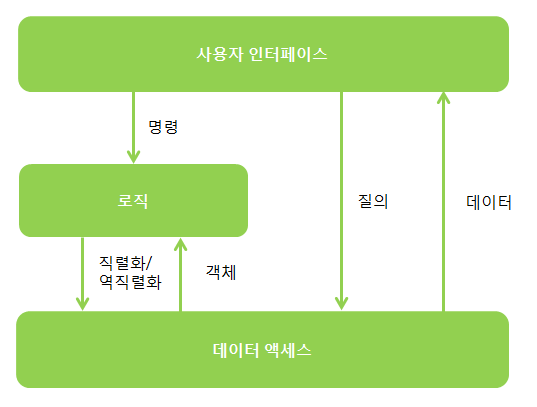 사용자 인터페이스
명령
로직
질의
데이터
직렬화/
역직렬화
객체
데이터 액세스